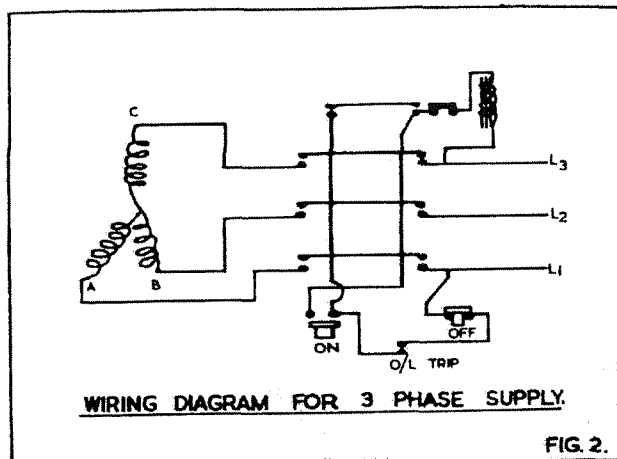 C
L3
L2
A
B
L1
ON
OFF
O/L TRIP
WIRING DIAGRAM FOR 3 PHASE SUPPLY.
FIG. 2.